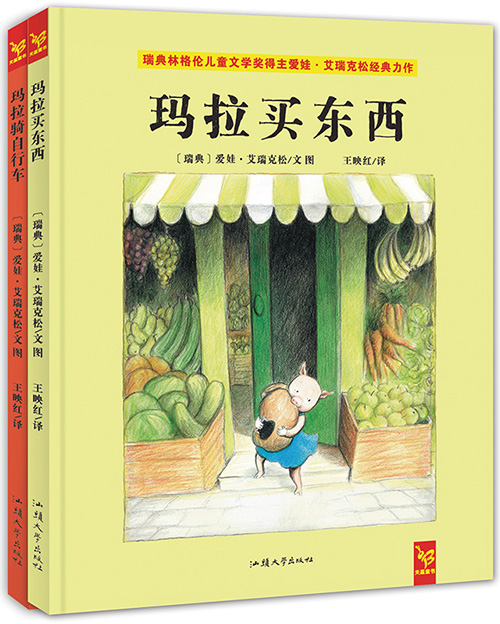 瑞典林格伦儿童文学奖得主爱娃·艾瑞克松经典力作
玛拉买东西
〔瑞典〕爱娃·艾瑞克松/文图 王映红/译
汕头大学出版社
天星童书
玛拉买东西
〔瑞典〕爱娃·艾瑞克松/文图
王映红/译
汕头大学出版社
玛拉骑自行车
〔瑞典〕爱娃·艾瑞克松/文图
王映红/译
汕头大学出版社